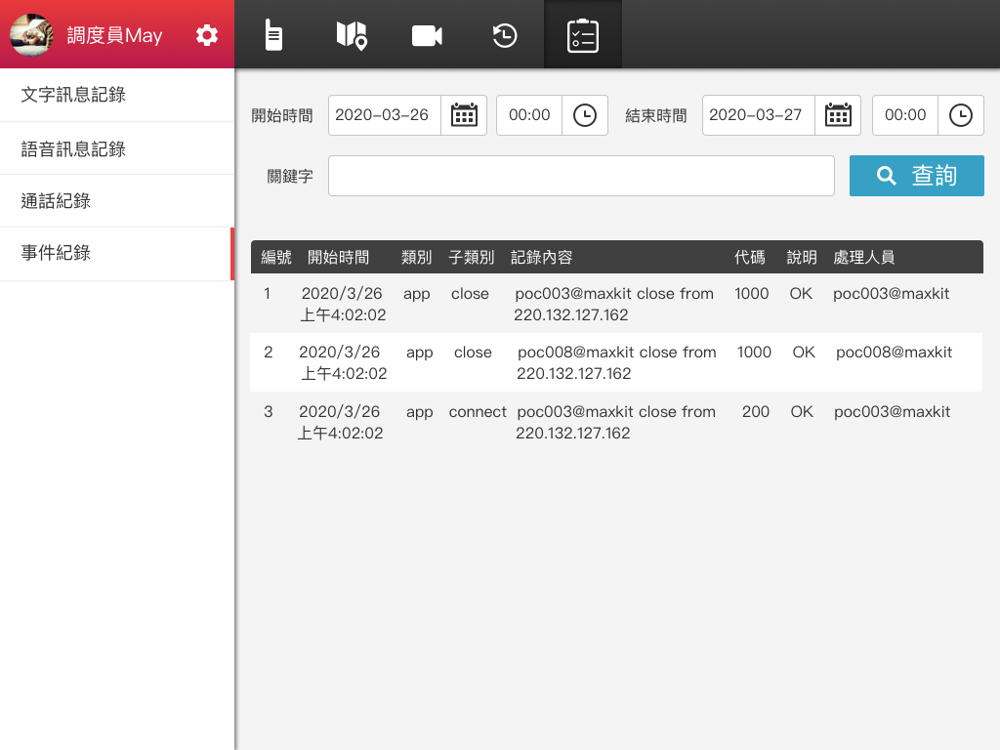 調度員May
文字訊息記錄
語音訊息記錄
通話紀錄
事件紀錄
開始時間 2020-03-26 00:00 結束時間 2020-03-27 00:00
關鍵字 查詢
編號 開始時間 類別 子類別 記錄內容 代碼 說明 處理人員
1 2020/3/26 app close poc003@maxkit close from 1000 OK poc003@maxkit
上午4:02:02 220.132.127.162
2 2020/3/26 app close poc008@maxkit close from 1000 OK poc008@maxkit
上午4:02:02 220.132.127.162
3 2020/3/26 app connect poc003@maxkit close from 200 OK poc003@maxkit
上午4:02:02 220.132.127.162